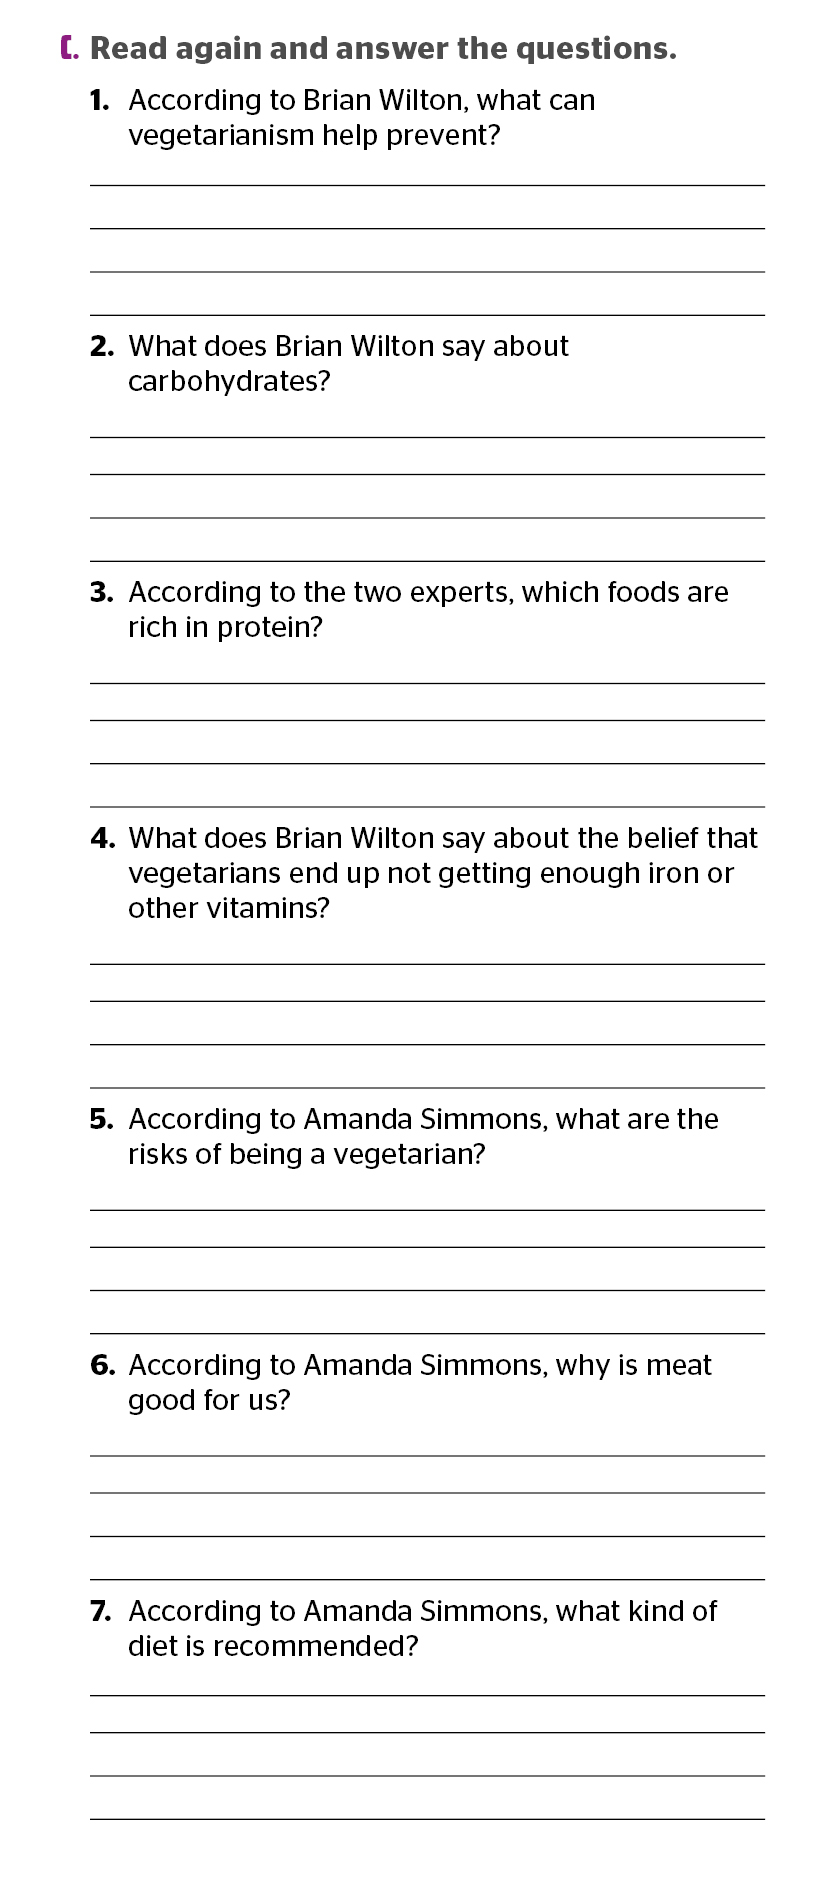 C. Read again and answer the questions.
1. According to Brian Wilton, what can
vegetarianism help prevent?
2. What does Brian Wilton say about
carbohydrates?
3. According to the two experts, which foods are
rich in protein?
4. What does Brian Wilton say about the belief that
vegetarians end up not getting enough iron or
other vitamins?
5. According to Amanda Simmons, what are the
risks of being a vegetarian?
6. According to Amanda Simmons, why is meat
good for us?
7. According to Amanda Simmons, what kind of
diet is recommended?